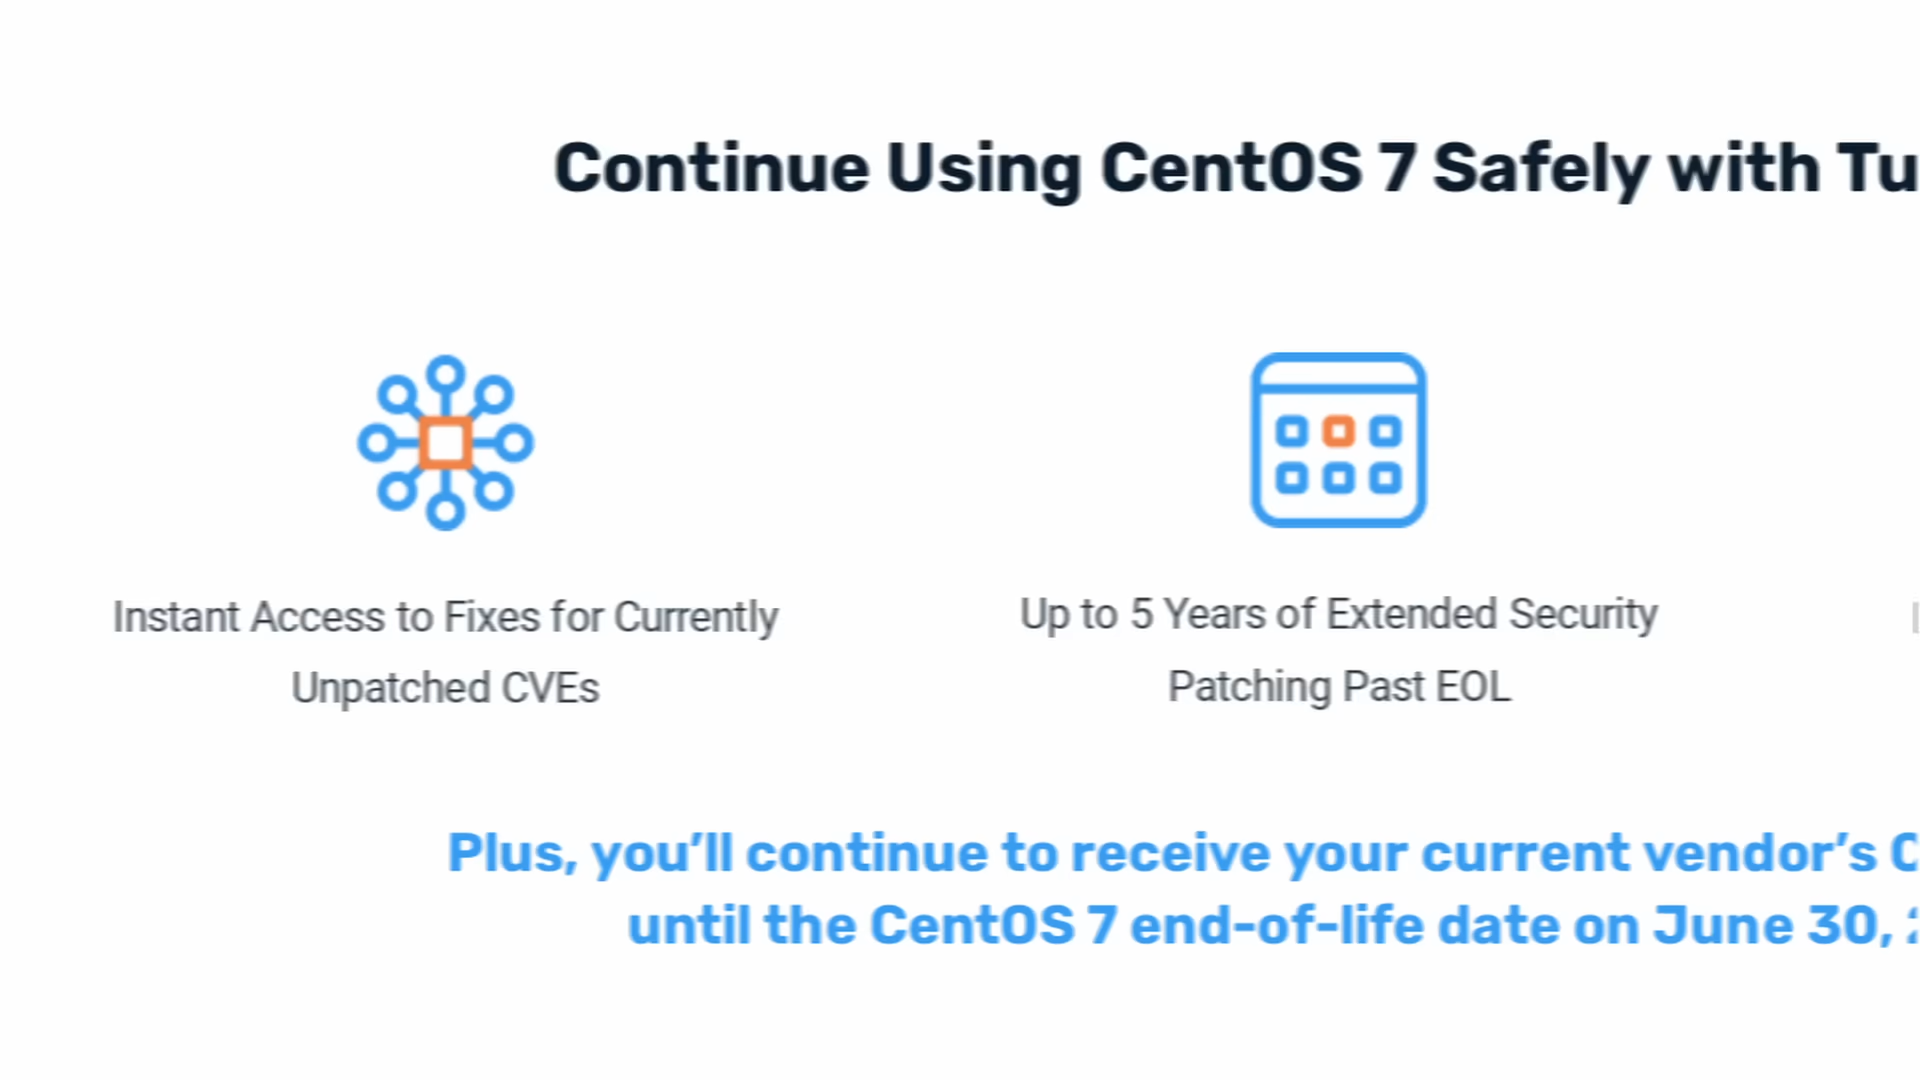 Continue Using CentOS 7 Safely with Tu
Instant Access to Fixes for Currently
Unpatched CVEs
Up to 5 Years of Extended Security
Patching Past EOL
Plus, you’ll continue to receive your current vendor’s
until the CentOS 7 end-of-life date on June 30,